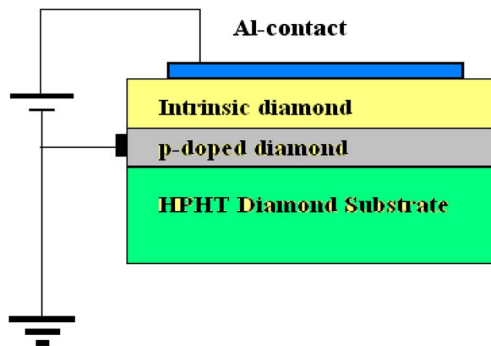 Al-contact
Intrinsic diamond
p-doped diamond
HPHT Diamond Substrate